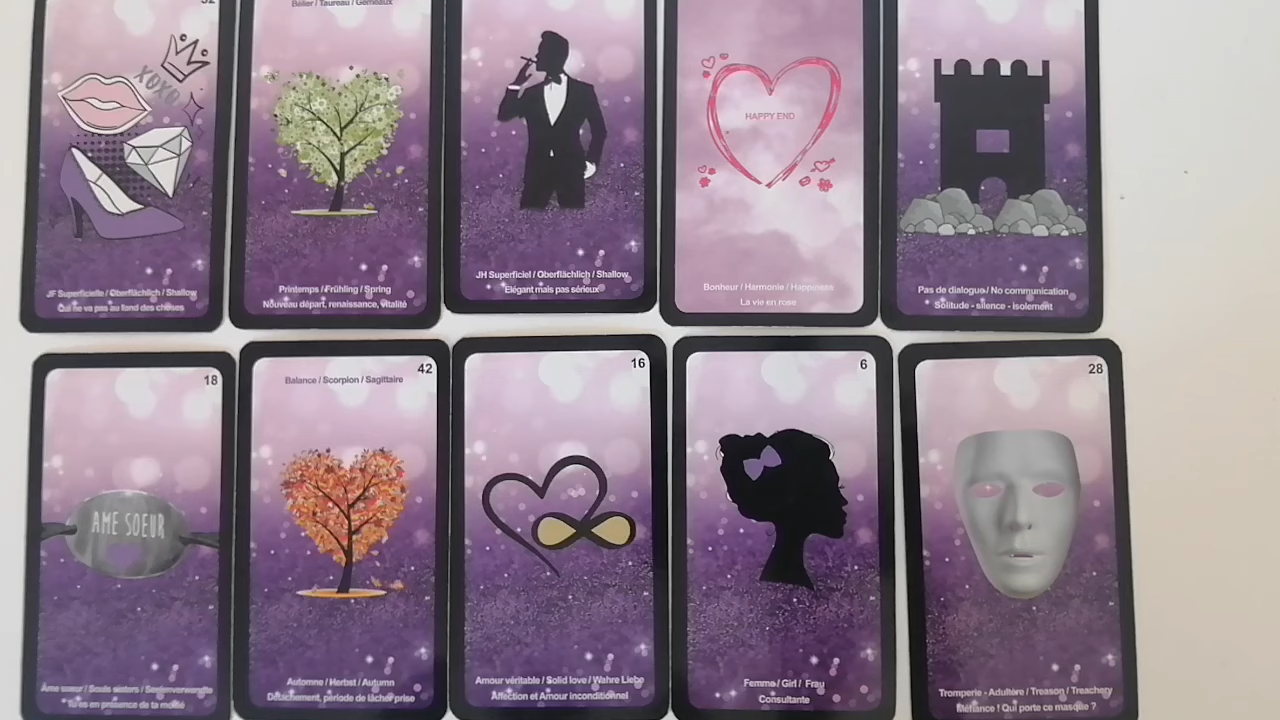 32
XOXO
JF Superficielle / Oberflächlich / Shallow
Qui ne va pas au fond des choses
Bélier / Taureau / Gémeaux
Printemps / Frühling / Spring
Nouveau départ, renaissance, vitalité
JH Superficiel / Oberflächlich / Shallow
Elégant mais pas sérieux
HAPPY END
Bonheur / Harmonie / Happiness
La vie en rose
Pas de dialogue / No communication
Solitude - silence - isolement
18
AME SOEUR
Âme soeur / Souls sisters / Seelenverwandte
Tu es en présence de ta moitié
42
Balance / Scorpion / Sagittaire
Automne / Herbst / Autumn
Détachement, période de lâcher prise
16
Amour véritable / Solid love / Wahre Liebe
Affection et Amour inconditionnel
6
Femme / Girl / Frau
Consultante
28
Tromperie - Adultère / Treason / Treachery
Méfiance ! Qui porte ce masque ?